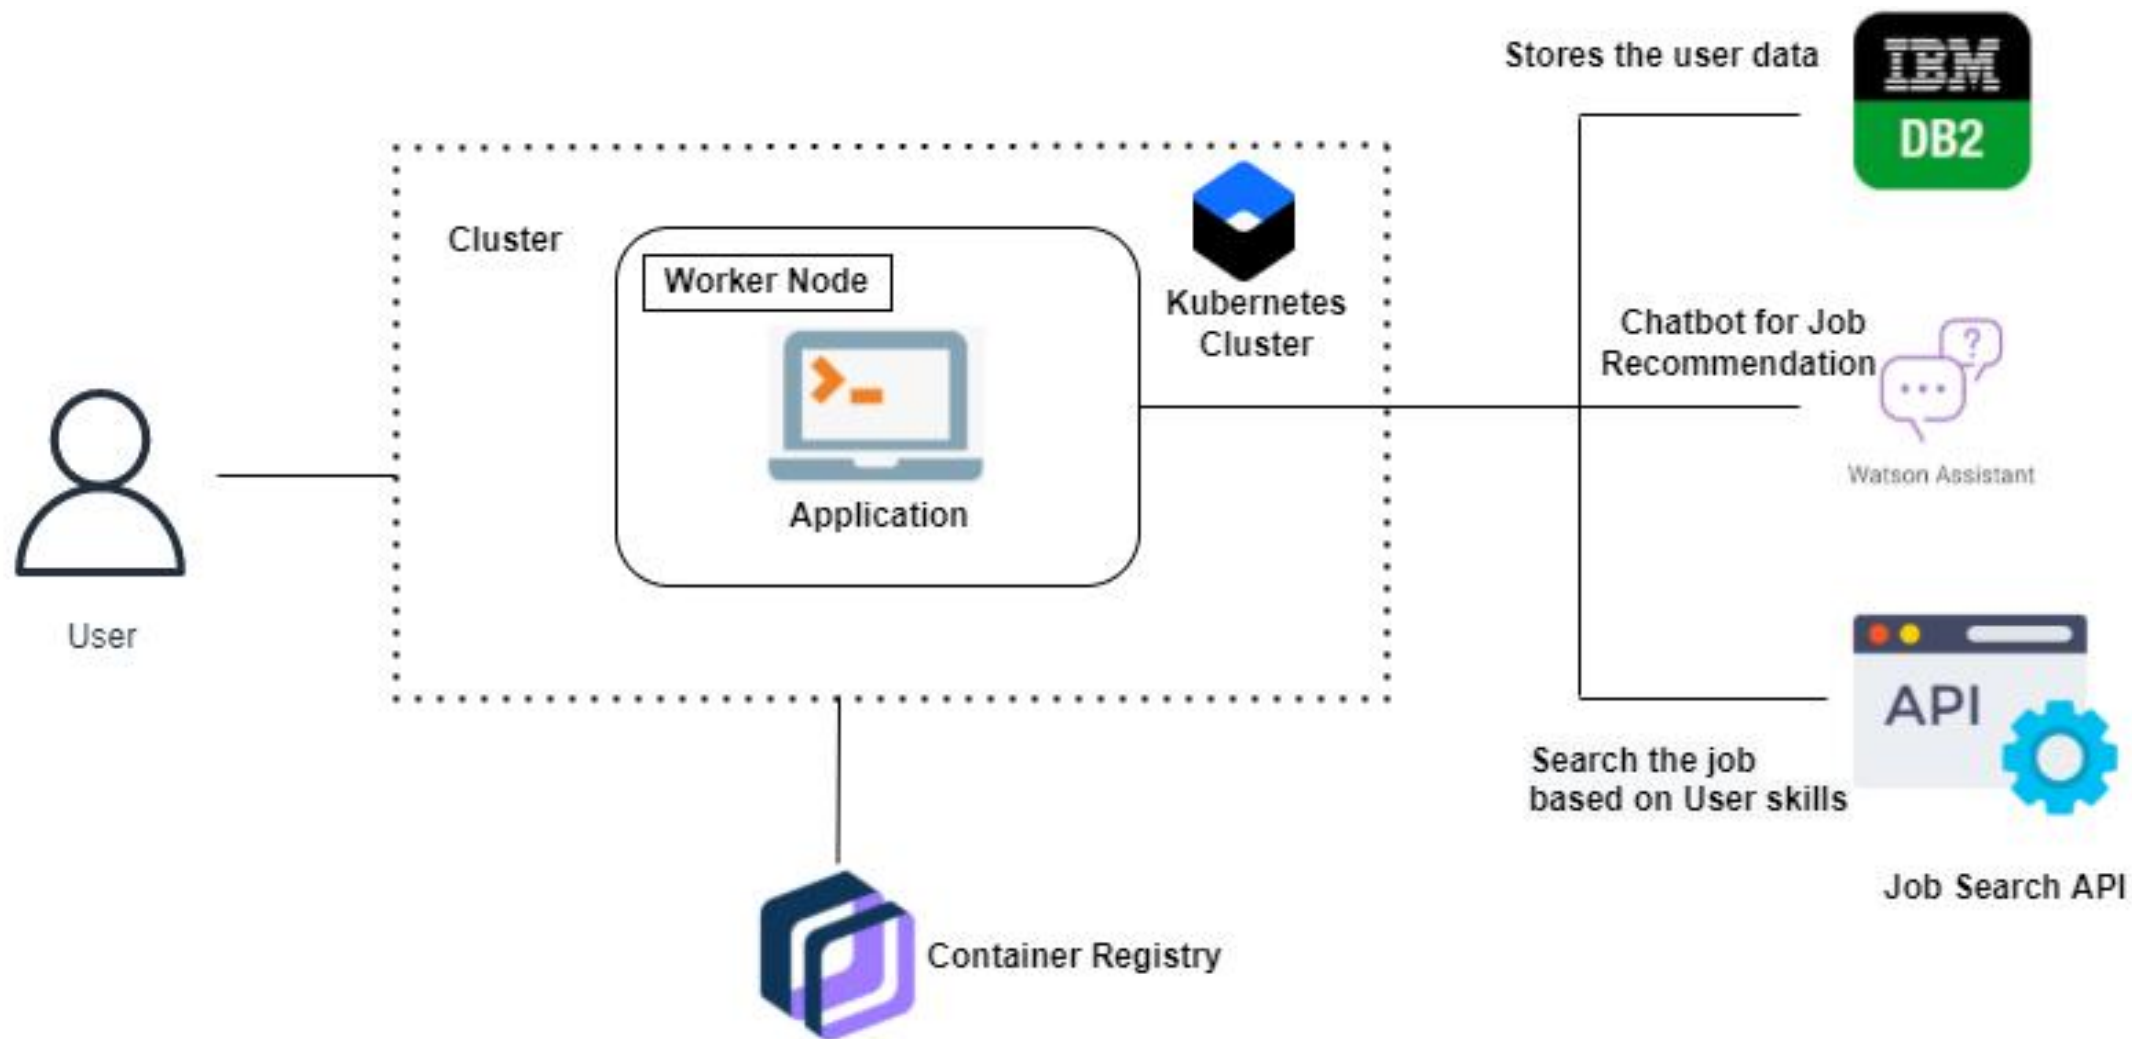 Stores the user data
IBM
DB2
Cluster
Worker Node
Kubernetes
Cluster
Application
Chatbot for Job
Recommendation
?
Watson Assistant
User
API
Search the job
based on User skills
Job Search API
Container Registry